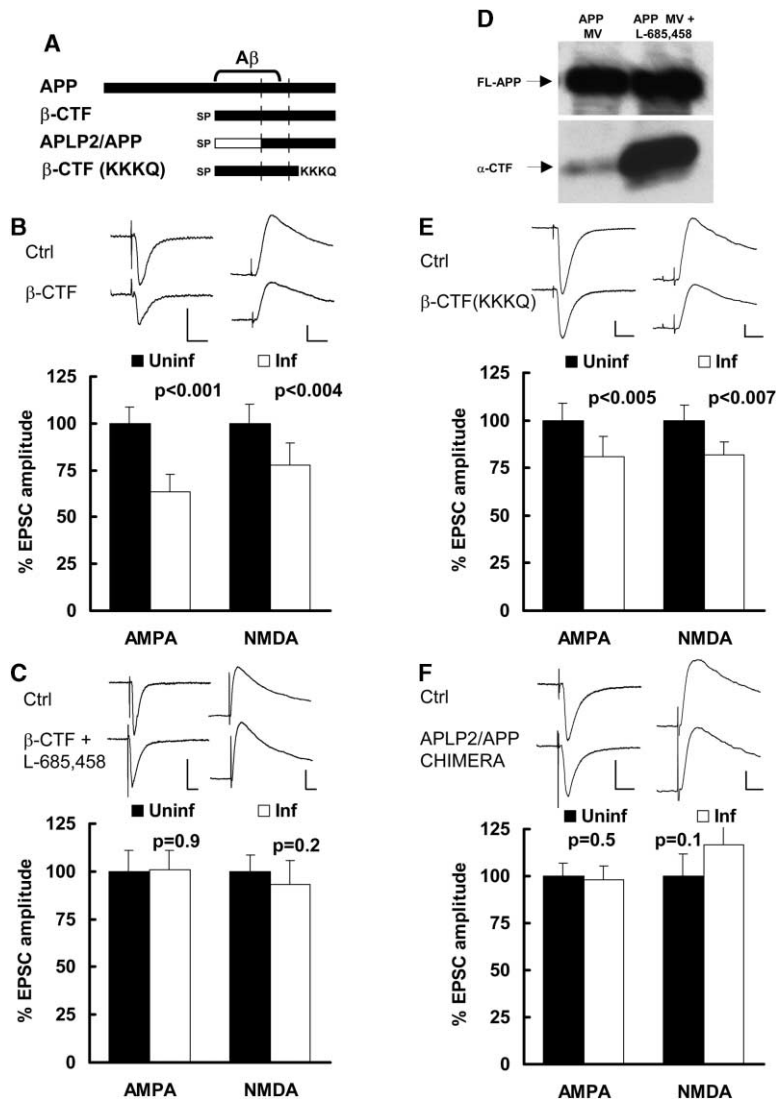 A
Aβ
APP
β-CTF SP
APLP2/APP SP
β-CTF (KKKQ) SP KKKQ
B
Ctrl
β-CTF
Uninf Inf
125
100
75
50
25
0
% EPSC amplitude
p<0.001 p<0.004
AMPA NMDA
C
Ctrl
β-CTF +
L-685,458
Uninf Inf
125
100
75
50
25
0
% EPSC amplitude
p=0.9 p=0.2
AMPA NMDA
D
APP
MV
APP MV +
L-685,458
FL-APP
α-CTF
E
Ctrl
β-CTF(KKKQ)
Uninf Inf
125
100
75
50
25
0
% EPSC amplitude
p<0.005 p<0.007
AMPA NMDA
F
Ctrl
APLP2/APP
CHIMERA
Uninf Inf
125
100
75
50
25
0
% EPSC amplitude
p=0.5 p=0.1
AMPA NMDA